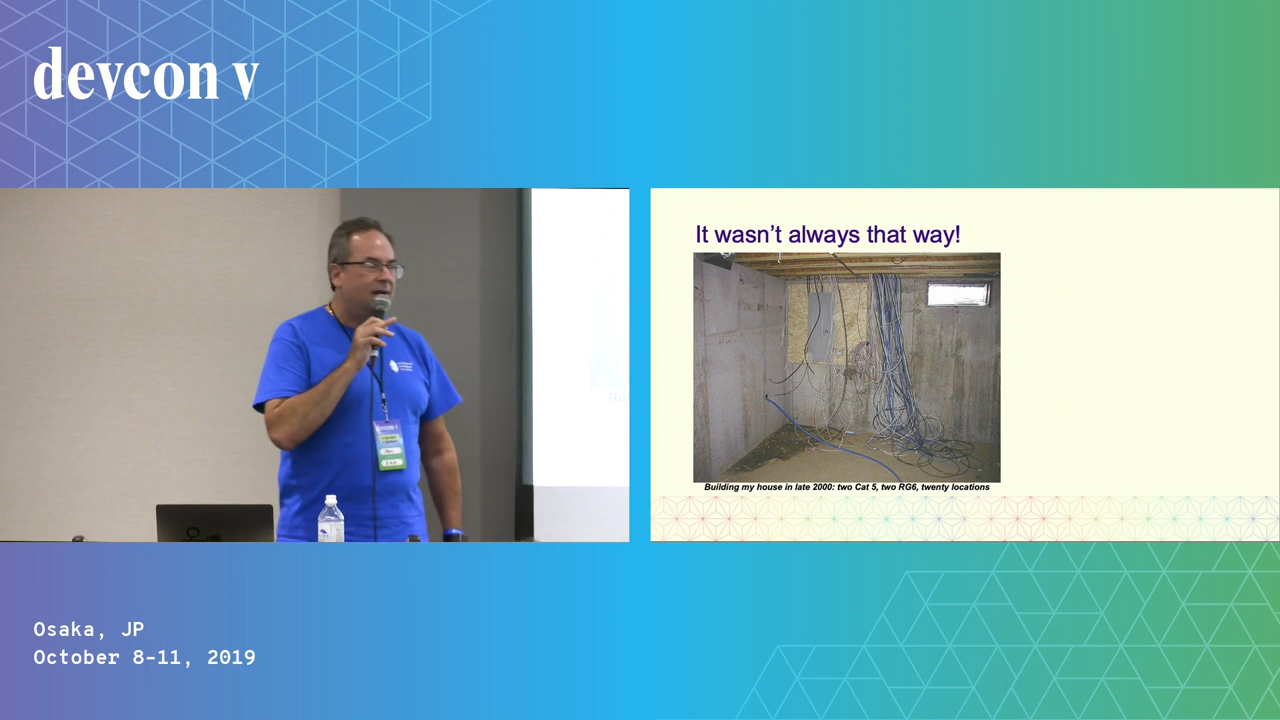 devcon v
It wasn't always that way!
Building my house in late 2000: two Cat 5, two RG6, twenty locations
Osaka, JP
October 8-11, 2019